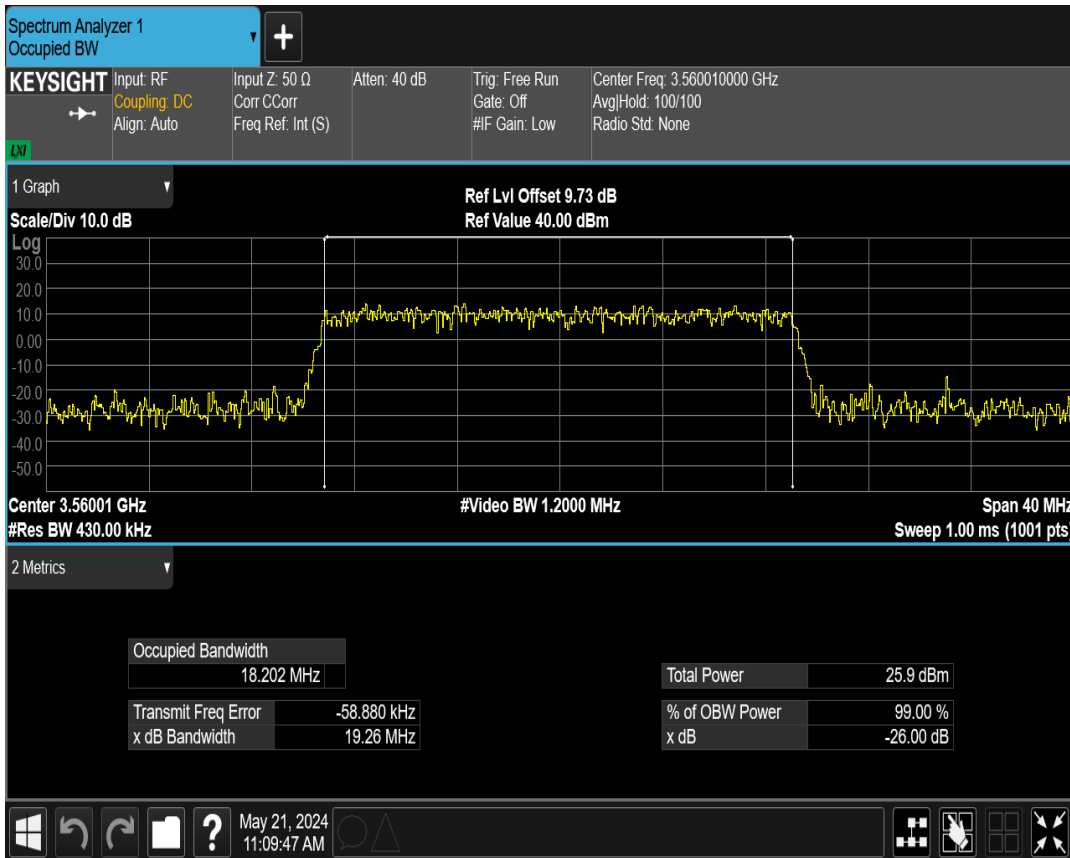 Spectrum Analyzer 1
Occupied BW
+
KEYSIGHT
LXI
Input: RF
Coupling: DC
Align: Auto
Input Z: 50 Ω
Corr CCorr
Freq Ref: Int (S)
Atten: 40 dB
Trig: Free Run
Gate: Off
#IF Gain: Low
Center Freq: 3.560010000 GHz
Avg|Hold: 100/100
Radio Std: None
1 Graph
Scale/Div 10.0 dB
Ref Lvl Offset 9.73 dB
Ref Value 40.00 dBm
Log
30.0
20.0
10.0
0.00
-10.0
-20.0
-30.0
-40.0
-50.0
Center 3.56001 GHz
#Video BW 1.2000 MHz
Span 40 MHz
#Res BW 430.00 kHz
Sweep 1.00 ms (1001 pts)
2 Metrics
Occupied Bandwidth
18.202 MHz
Total Power 25.9 dBm
Transmit Freq Error -58.880 kHz
% of OBW Power 99.00 %
x dB Bandwidth 19.26 MHz
x dB -26.00 dB
?
May 21, 2024
11:09:47 AM